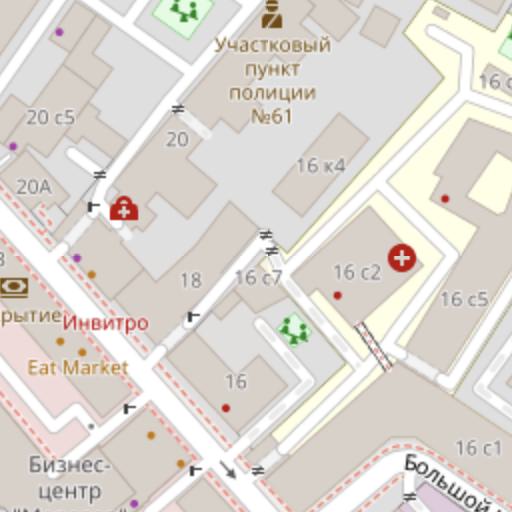 Участковый
пункт
полиции
№61
16 с
20 с5
20
16 к4
20А
16 с2
18
16 с7
16 с5
рытие
Инвитро
Eat Market
16
16 с1
Бизнес-
центр
Большой